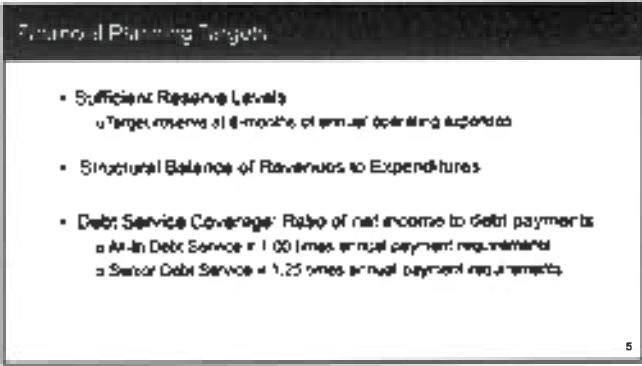 Financial Planning Targets
Sufficient Reserve Levels
Target reserve at 6-months of annual operating expenses
Structural Balance of Revenues to Expenditures
Debt Service Coverage: Ratio of net income to debt payments
All-in Debt Service = 1.00 times annual payment requirements
Senior Debt Service = 1.25 times annual payment requirements
5